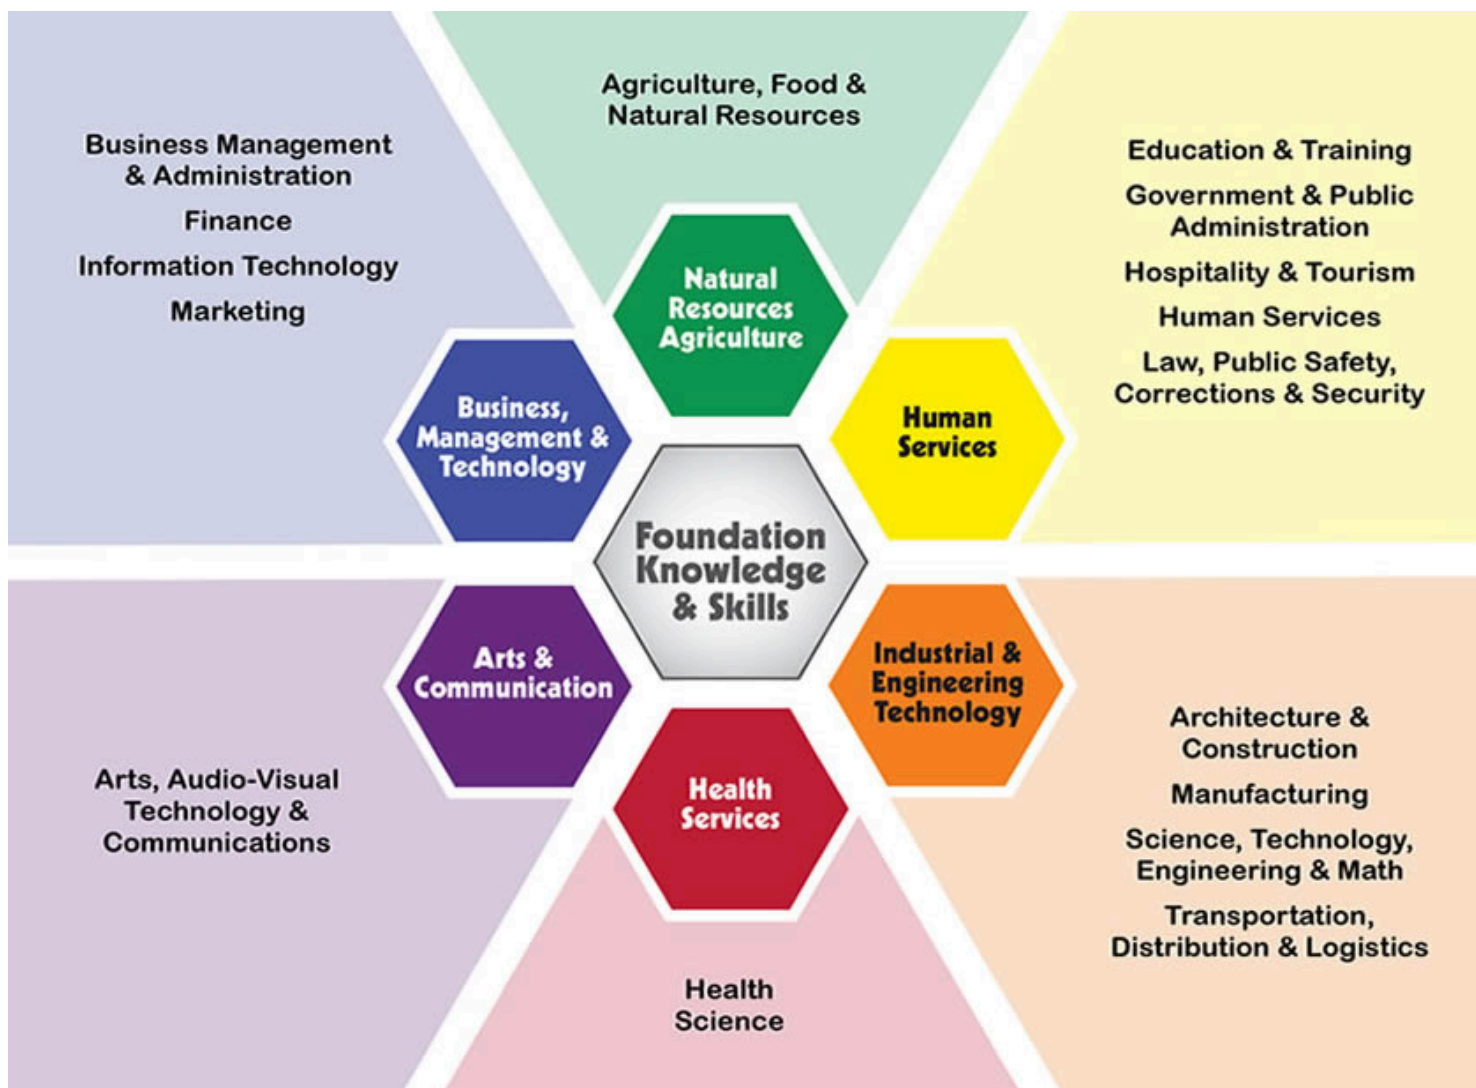 Agriculture, Food &
Natural Resources
Business Management
& Administration
Finance
Information Technology
Marketing
Education & Training
Government & Public
Administration
Hospitality & Tourism
Human Services
Law, Public Safety,
Corrections & Security
Natural
Resources
Agriculture
Business,
Management &
Technology
Human
Services
Foundation
Knowledge
& Skills
Arts &
Communication
Industrial &
Engineering
Technology
Health
Services
Arts, Audio-Visual
Technology &
Communications
Architecture &
Construction
Manufacturing
Science, Technology,
Engineering & Math
Transportation,
Distribution & Logistics
Health
Science